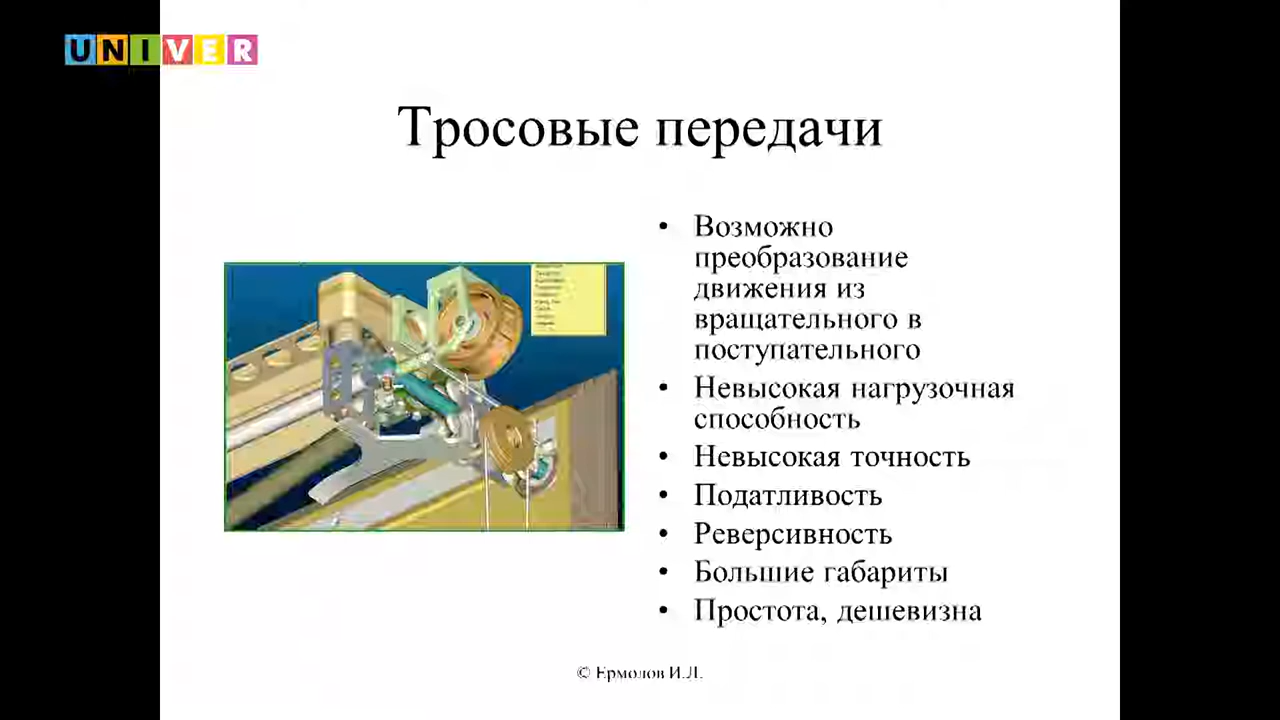 UNIVER
Тросовые передачи
• Возможно
преобразование
движения из
вращательного в
поступательного
• Невысокая нагрузочная
способность
• Невысокая точность
• Податливость
• Реверсивность
• Большие габариты
• Простота, дешевизна
© Ермолов И.Л.